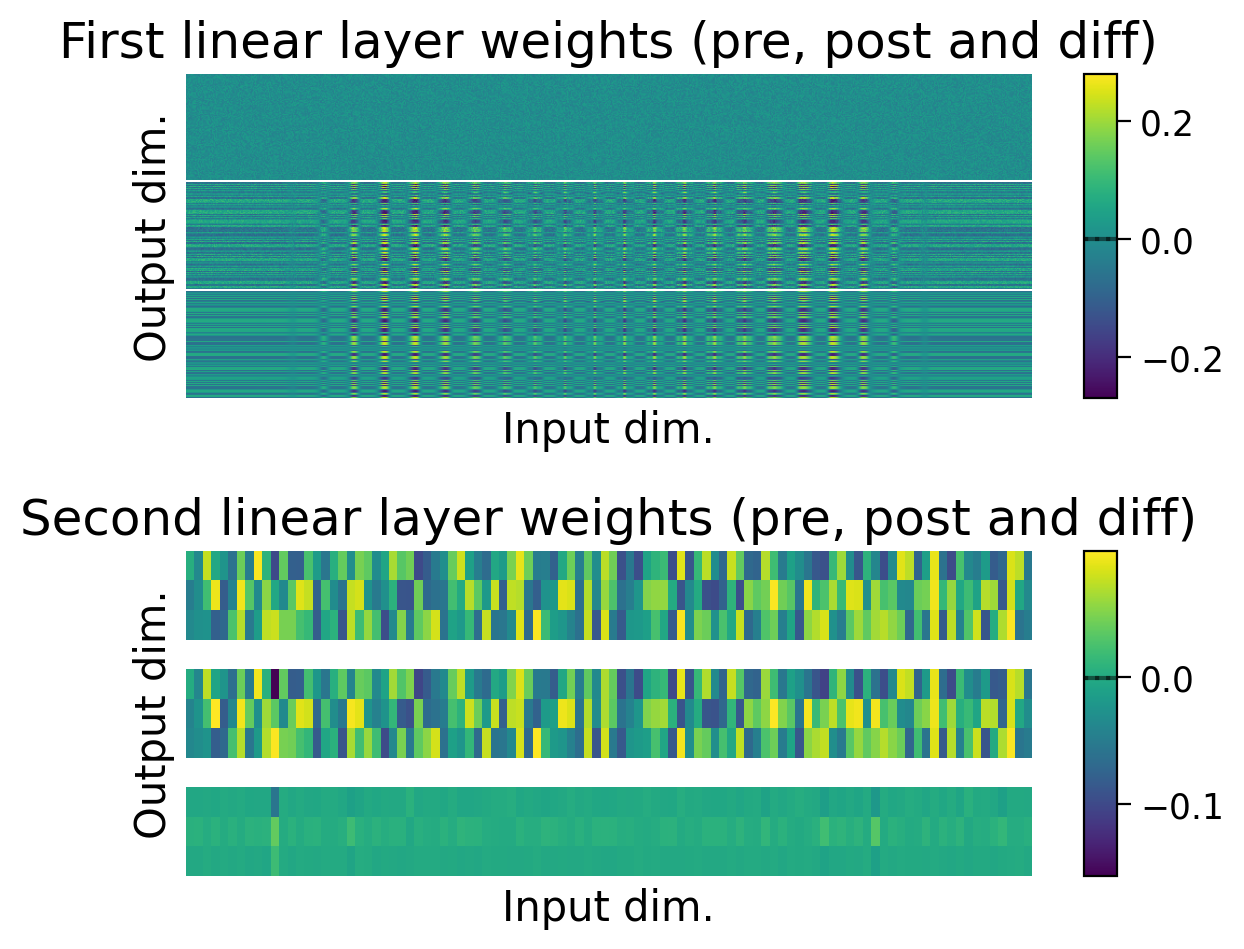 First linear layer weights (pre, post and diff)
Output dim.
0.2
0.0
−0.2
Input dim.
Second linear layer weights (pre, post and diff)
Output dim.
0.0
−0.1
Input dim.